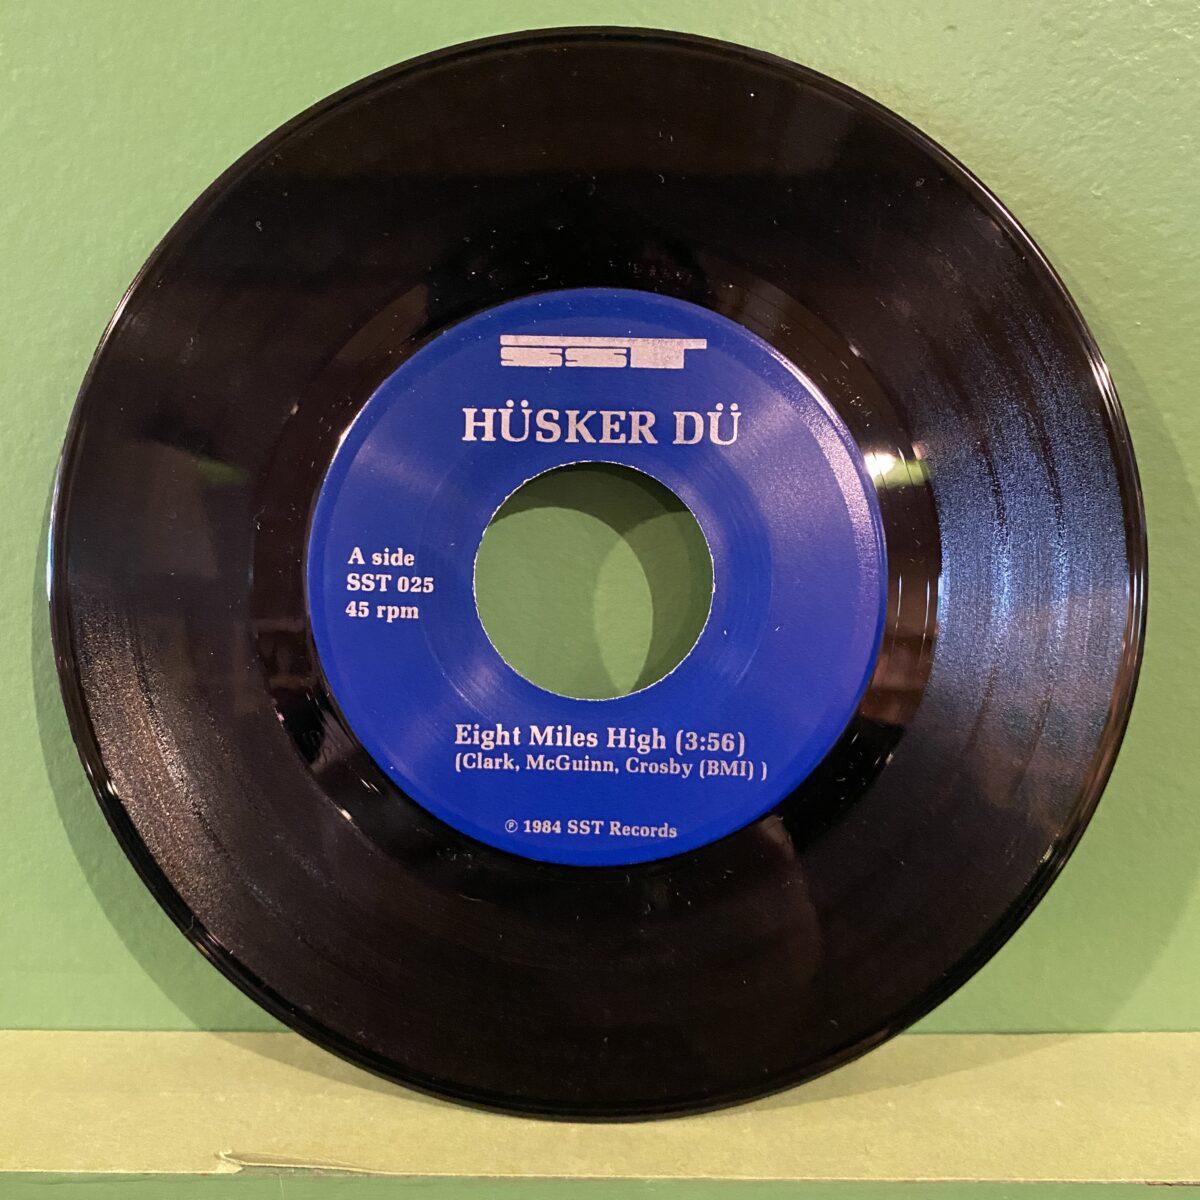 SST
HÜSKER DÜ
A side
SST 025
45 rpm
Eight Miles High (3:56)
(Clark, McGuinn, Crosby (BMI) )
℗ 1984 SST Records